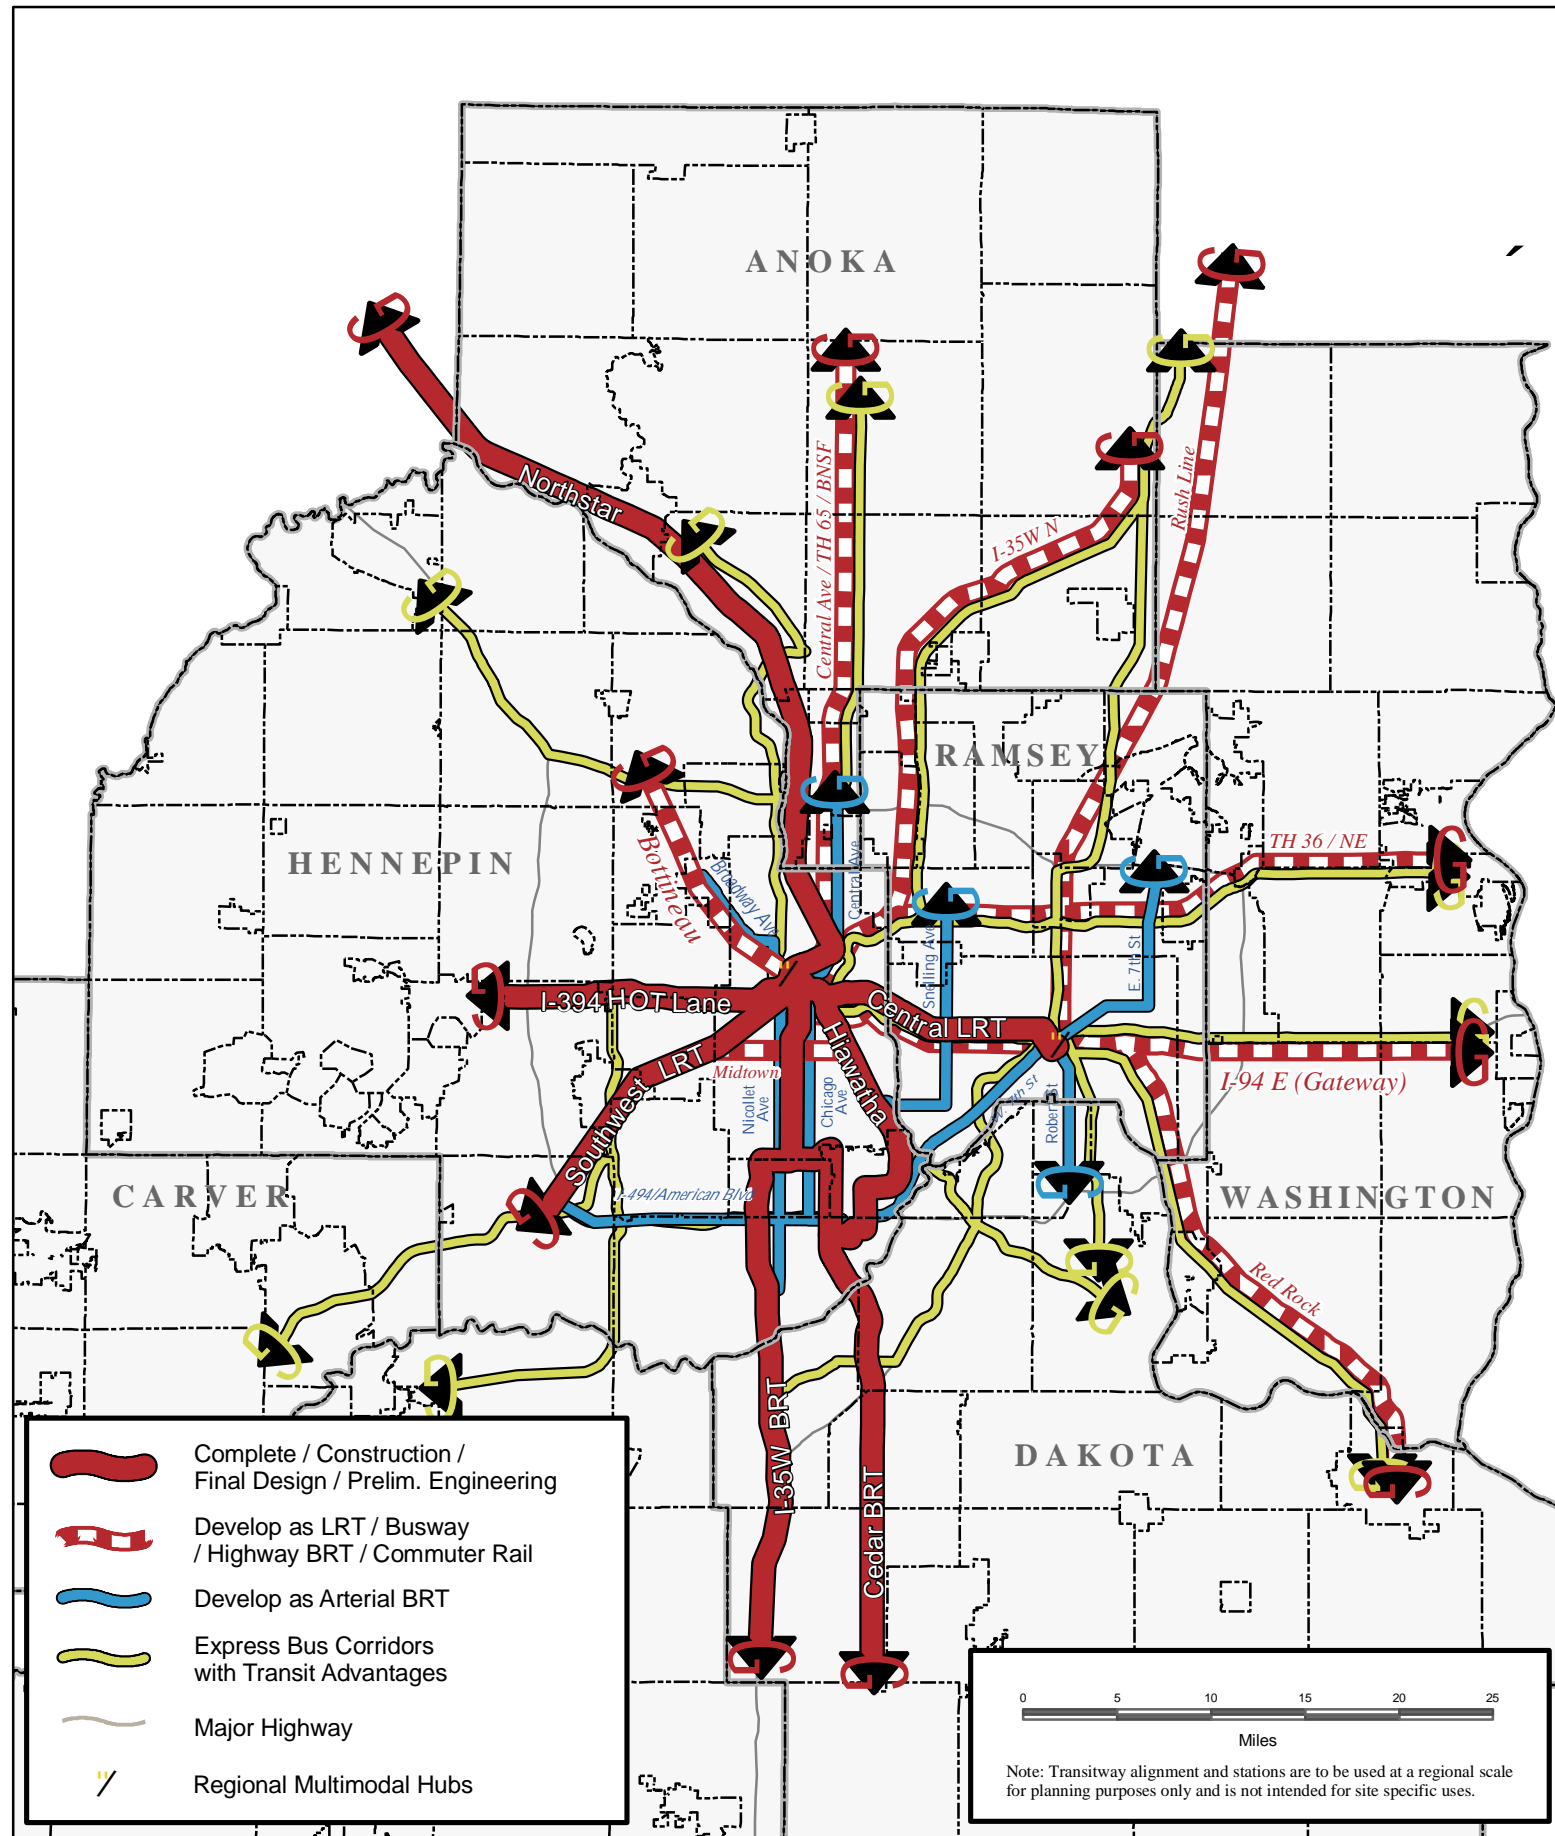 ANOKA
Northstar
Central Ave / TH 65 / BNSF
I-35W N
Rush Line
RAMSEY
HENNEPIN
Bottineau
Broadway Ave
Central Ave
TH 36 / NE
Snelling Ave
E. 7th St
I-394 HOT Lane
Central LRT
Hiawatha
Southwest LRT
Midtown
Nicollet
Ave
Chicago
Ave
W. 7th St
Robert St
I-94 E (Gateway)
CARVER
I-494/American Blvd
WASHINGTON
Red Rock
I-35W BRT
Cedar BRT
DAKOTA
Complete / Construction /
Final Design / Prelim. Engineering
Develop as LRT / Busway
/ Highway BRT / Commuter Rail
Develop as Arterial BRT
Express Bus Corridors
with Transit Advantages
Major Highway
Regional Multimodal Hubs
0 5 10 15 20 25
Miles
Note: Transitway alignment and stations are to be used at a regional scale
for planning purposes only and is not intended for site specific uses.